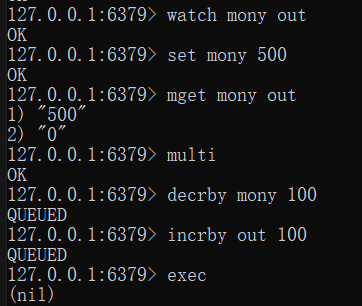 127.0.0.1:6379> watch mony out
OK
127.0.0.1:6379> set mony 500
OK
127.0.0.1:6379> mget mony out
1) "500"
2) "0"
127.0.0.1:6379> multi
OK
127.0.0.1:6379> decrby mony 100
QUEUED
127.0.0.1:6379> incrby out 100
QUEUED
127.0.0.1:6379> exec
(nil)